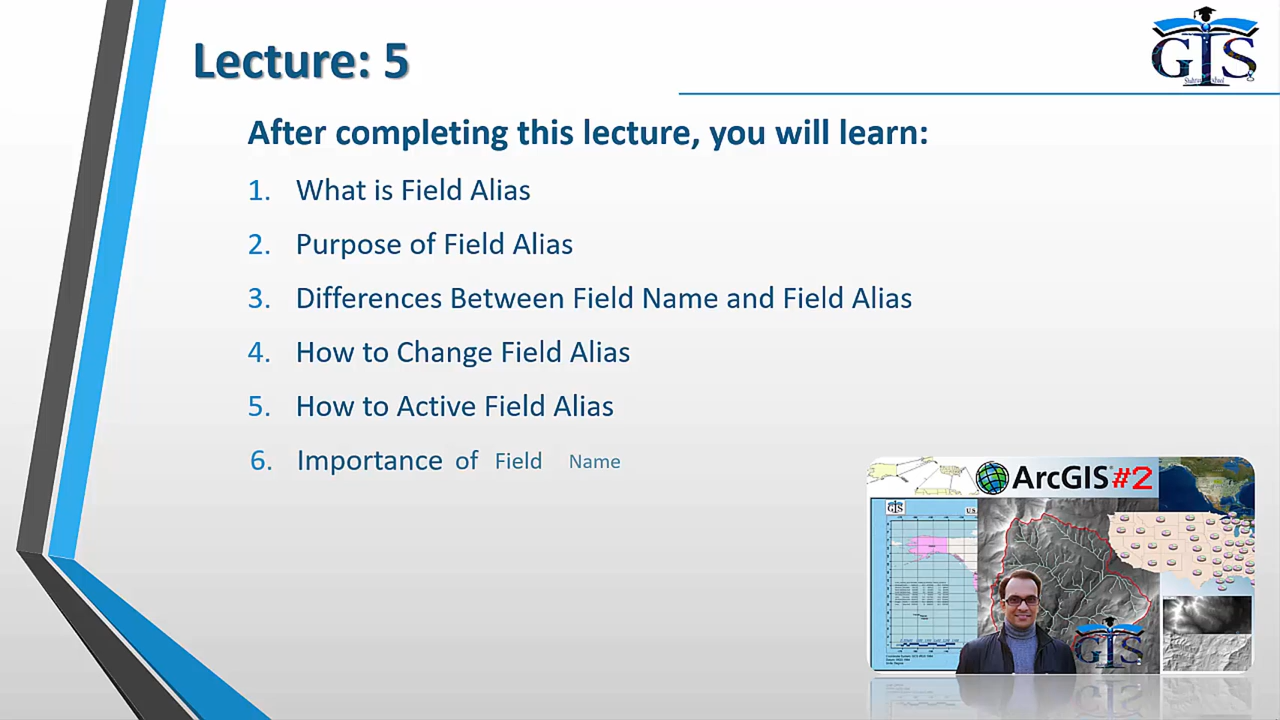 Lecture: 5
GIS
After completing this lecture, you will learn:
1. What is Field Alias
2. Purpose of Field Alias
3. Differences Between Field Name and Field Alias
4. How to Change Field Alias
5. How to Active Field Alias
6. Importance of Field Name
ArcGIS #2
GIS
GIS